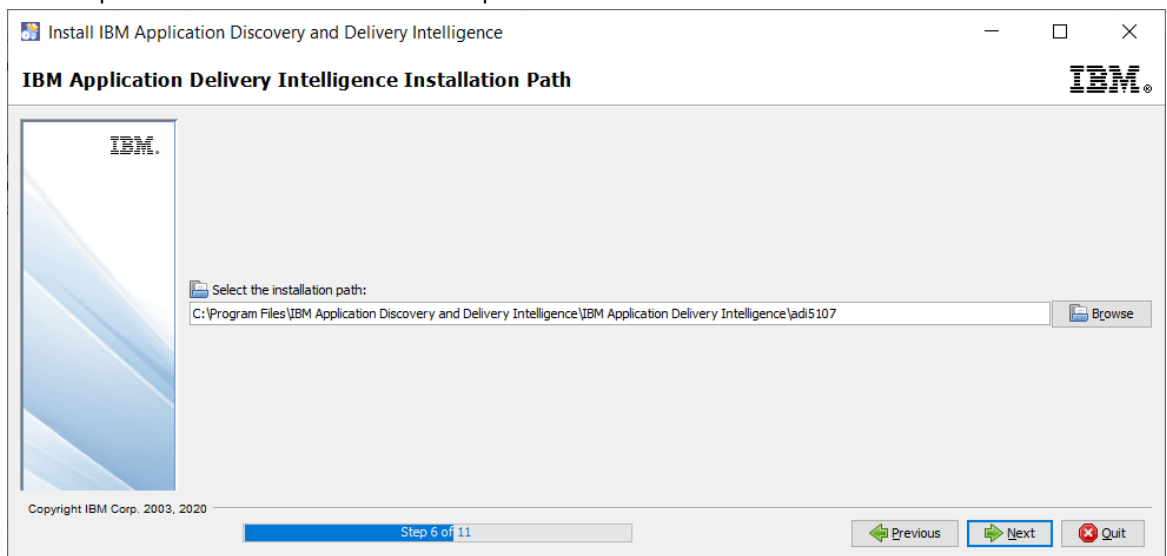 Install IBM Application Discovery and Delivery Intelligence
IBM Application Delivery Intelligence Installation Path
IBM®
IBM.
Select the installation path:
C:\Program Files\IBM Application Discovery and Delivery Intelligence\IBM Application Delivery Intelligence\adi5107
Browse
Copyright IBM Corp. 2003, 2020
Step 6 of 11
Previous
Next
Quit